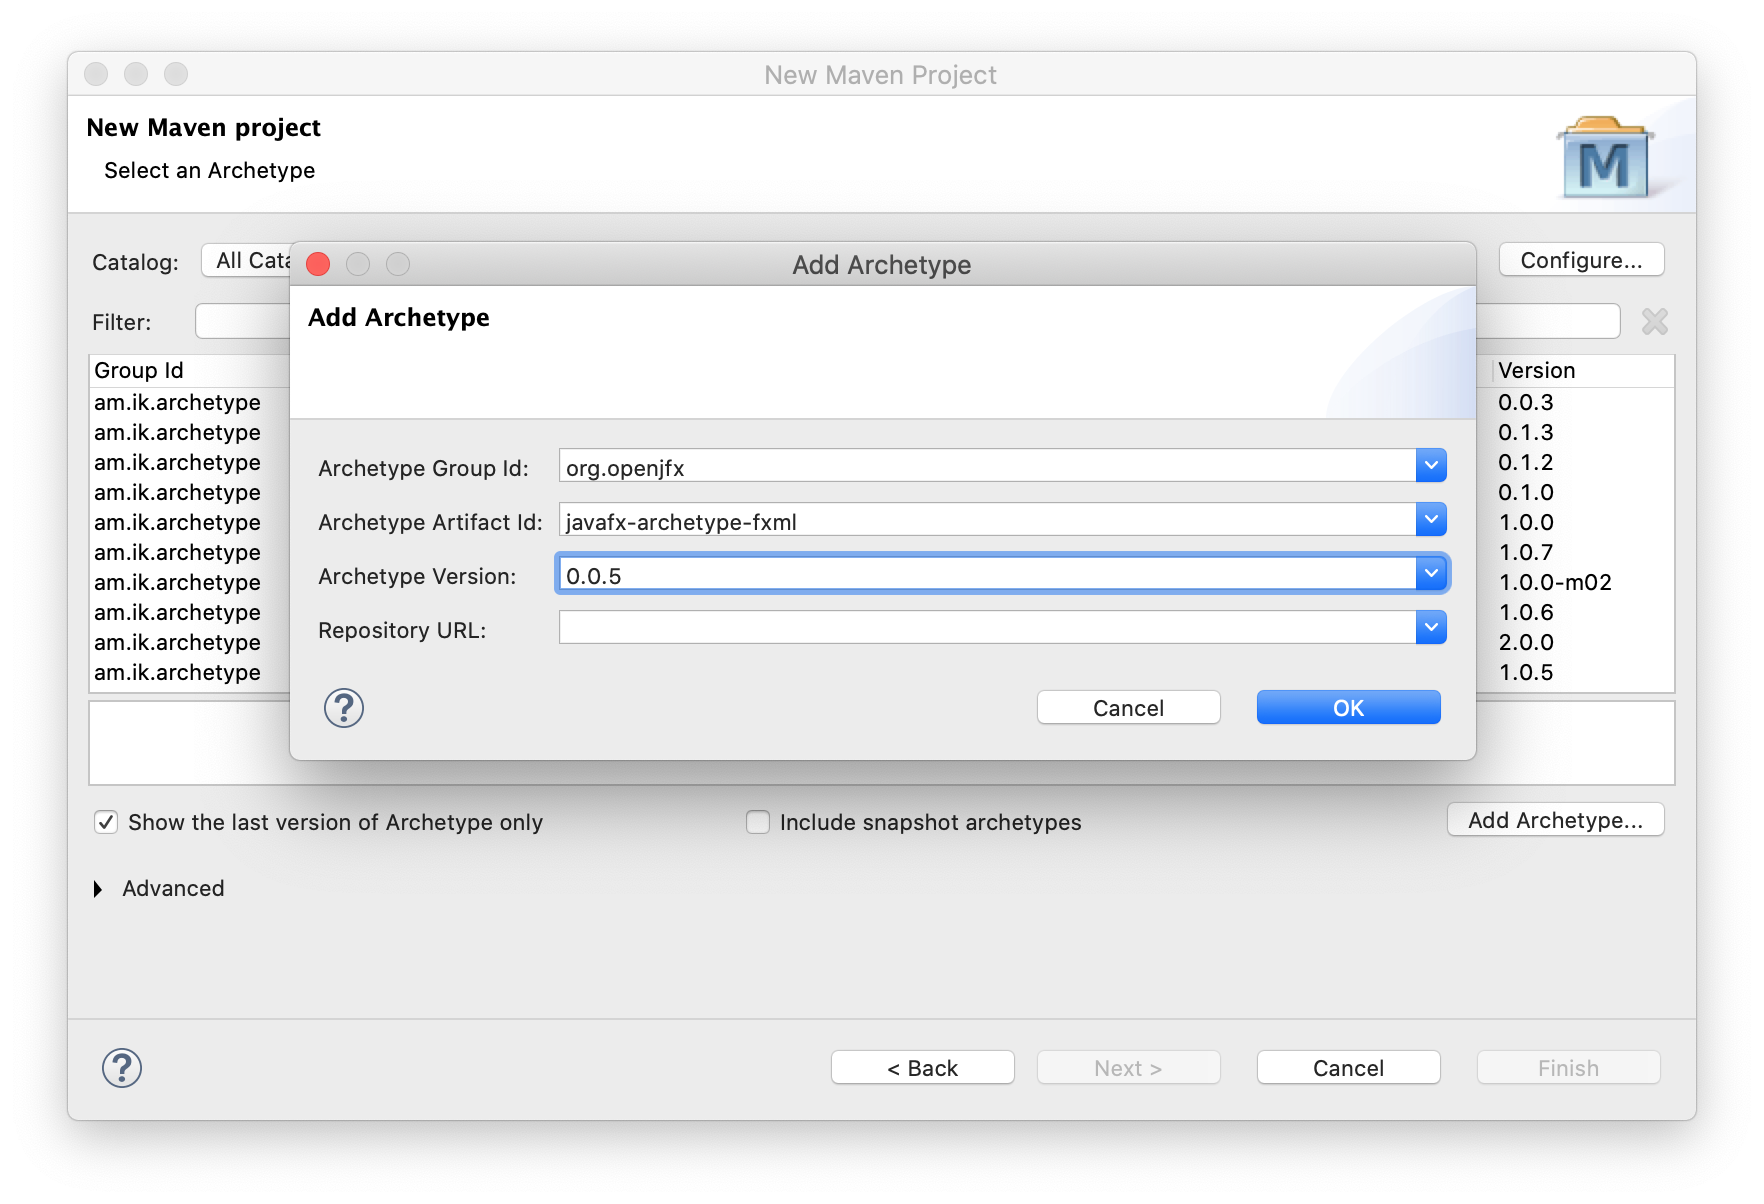 New Maven Project
New Maven project
Select an Archetype
M
Catalog: All Cata
Configure...
Add Archetype
Filter:
Add Archetype
Group Id Version
am.ik.archetype 0.0.3
am.ik.archetype 0.1.3
am.ik.archetype 0.1.2
am.ik.archetype 0.1.0
am.ik.archetype 1.0.0
am.ik.archetype 1.0.7
am.ik.archetype 1.0.0-m02
am.ik.archetype 1.0.6
am.ik.archetype 2.0.0
am.ik.archetype 1.0.5
Archetype Group Id: org.openjfx
Archetype Artifact Id: javafx-archetype-fxml
Archetype Version: 0.0.5
Repository URL:
? Cancel OK
Show the last version of Archetype only Include snapshot archetypes Add Archetype...
Advanced
? < Back Next > Cancel Finish